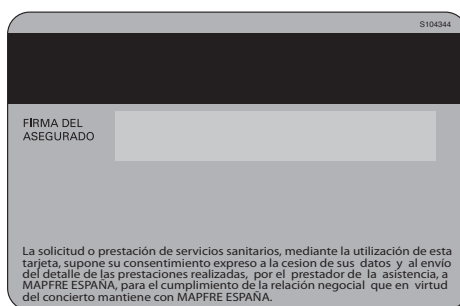 S104344
FIRMA DEL
ASEGURADO
La solicitud o prestación de servicios sanitarios, mediante la utilización de esta
tarjeta, supone su consentimiento expreso a la cesion de sus datos y al envío
del detalle de las prestaciones realizadas, por el prestador de la asistencia, a
MAPFRE ESPAÑA, para el cumplimiento de la relación negocial que en virtud
del concierto mantiene con MAPFRE ESPAÑA.